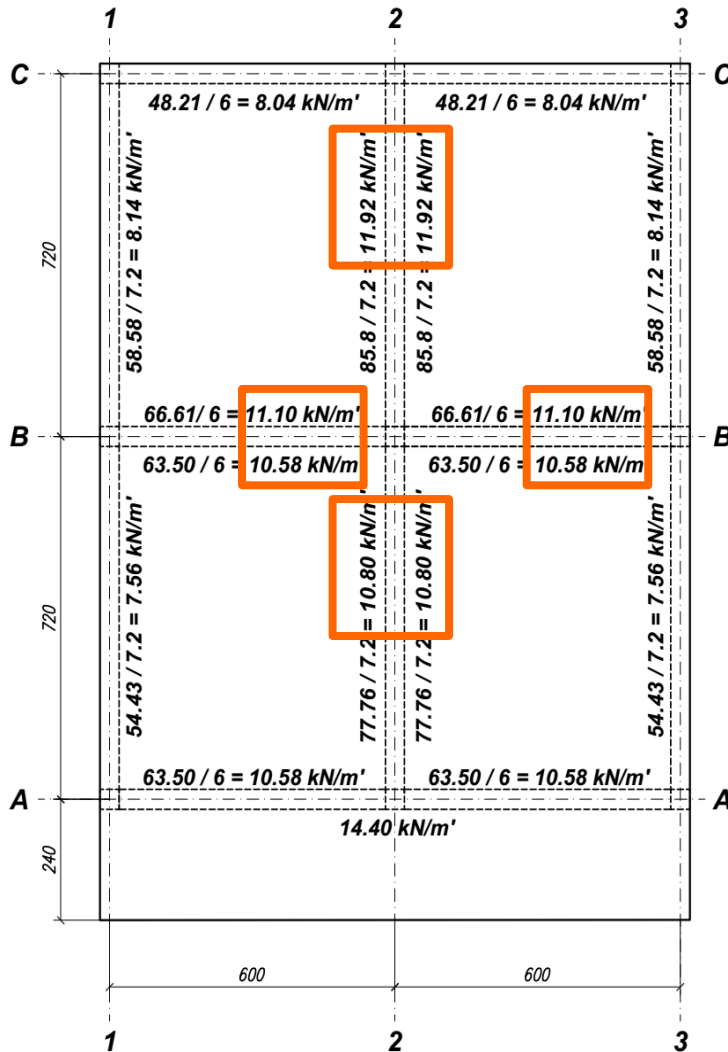 1 2 3
C C
48.21 / 6 = 8.04 kN/m' 48.21 / 6 = 8.04 kN/m'
58.58 / 7.2 = 8.14 kN/m'
85.8 / 7.2 = 11.92 kN/m'
85.8 / 7.2 = 11.92 kN/m'
58.58 / 7.2 = 8.14 kN/m'
720
66.61/ 6 = 11.10 kN/m' 66.61/ 6 = 11.10 kN/m'
B B
63.50 / 6 = 10.58 kN/m 63.50 / 6 = 10.58 kN/m
54.43 / 7.2 = 7.56 kN/m'
77.76 / 7.2 = 10.80 kN/m'
77.76 / 7.2 = 10.80 kN/m'
54.43 / 7.2 = 7.56 kN/m'
720
63.50 / 6 = 10.58 kN/m' 63.50 / 6 = 10.58 kN/m'
A A
14.40 kN/m'
240
600 600
1 2 3